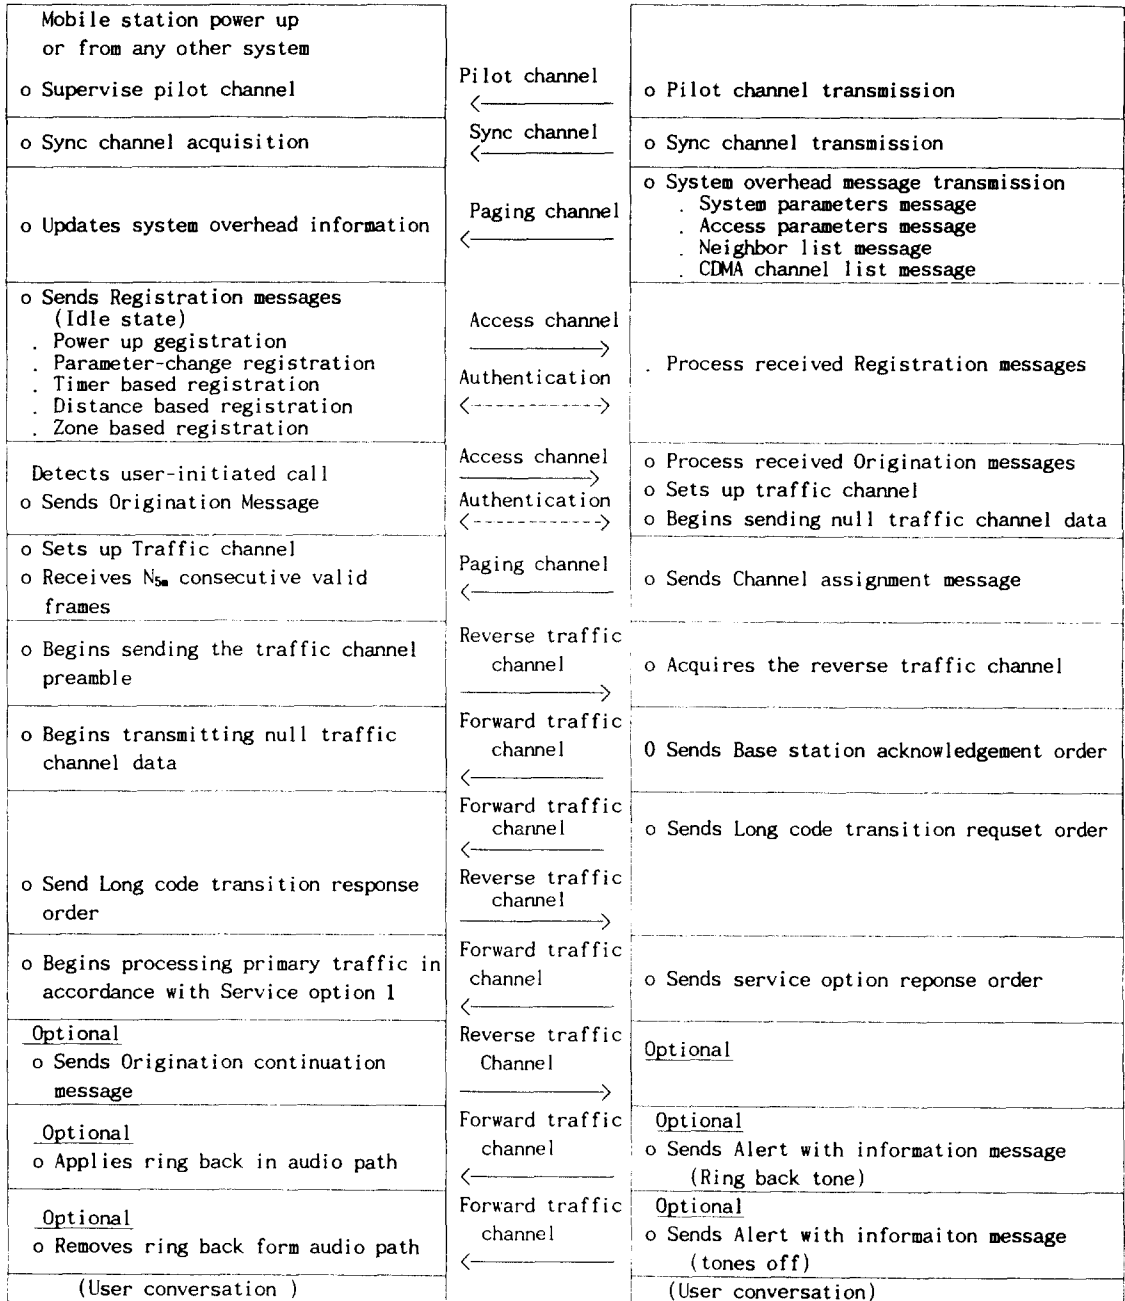 Mobile station power up
or from any other system
o Supervise pilot channel
Pilot channel
o Pilot channel transmission
o Sync channel acquisition
Sync channel
o Sync channel transmission
o Updates system overhead information
Paging channel
o System overhead message transmission
. System parameters message
. Access parameters message
. Neighbor list message
. CDMA channel list message
o Sends Registration messages
(Idle state)
. Power up gegistration
. Parameter-change registration
. Timer based registration
. Distance based registration
. Zone based registration
Access channel
Authentication
. Process received Registration messages
Detects user-initiated call
o Sends Origination Message
Access channel
Authentication
o Process received Origination messages
o Sets up traffic channel
o Begins sending null traffic channel data
o Sets up Traffic channel
o Receives N5m consecutive valid
frames
Paging channel
o Sends Channel assignment message
o Begins sending the traffic channel
preamble
Reverse traffic
channel
o Acquires the reverse traffic channel
o Begins transmitting null traffic
channel data
Forward traffic
channel
O Sends Base station acknowledgement order
Forward traffic
channel
o Sends Long code transition requset order
o Send Long code transition response
order
Reverse traffic
channel
o Begins processing primary traffic in
accordance with Service option 1
Forward traffic
channel
o Sends service option reponse order
Optional
o Sends Origination continuation
message
Reverse traffic
Channel
Optional
Optional
o Applies ring back in audio path
Forward traffic
channel
Optional
o Sends Alert with information message
(Ring back tone)
Optional
o Removes ring back form audio path
Forward traffic
channel
Optional
o Sends Alert with informaiton message
(tones off)
(User conversation )
(User conversation)